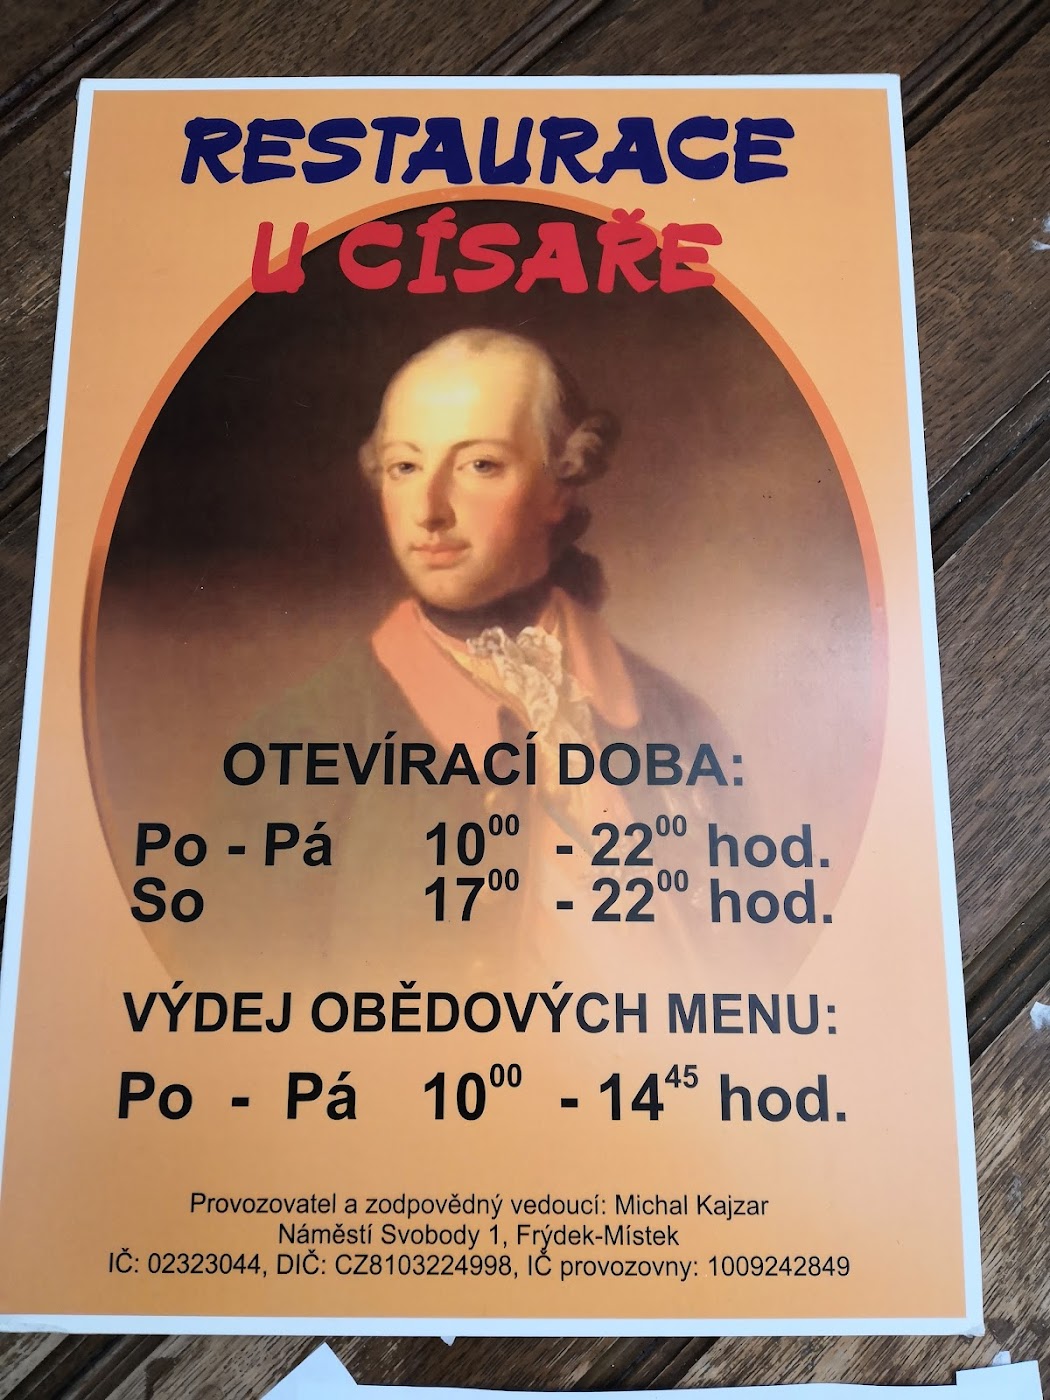 RESTAURACE
U CÍSAŘE
OTEVÍRACÍ DOBA:
Po - Pá 10⁰⁰ - 22⁰⁰ hod.
So 17⁰⁰ - 22⁰⁰ hod.
VÝDEJ OBĚDOVÝCH MENU:
Po - Pá 10⁰⁰ - 14⁴⁵ hod.
Provozovatel a zodpovědný vedoucí: Michal Kajzar
Náměstí Svobody 1, Frýdek-Místek
IČ: 02323044, DIČ: CZ8103224998, IČ provozovny: 1009242849